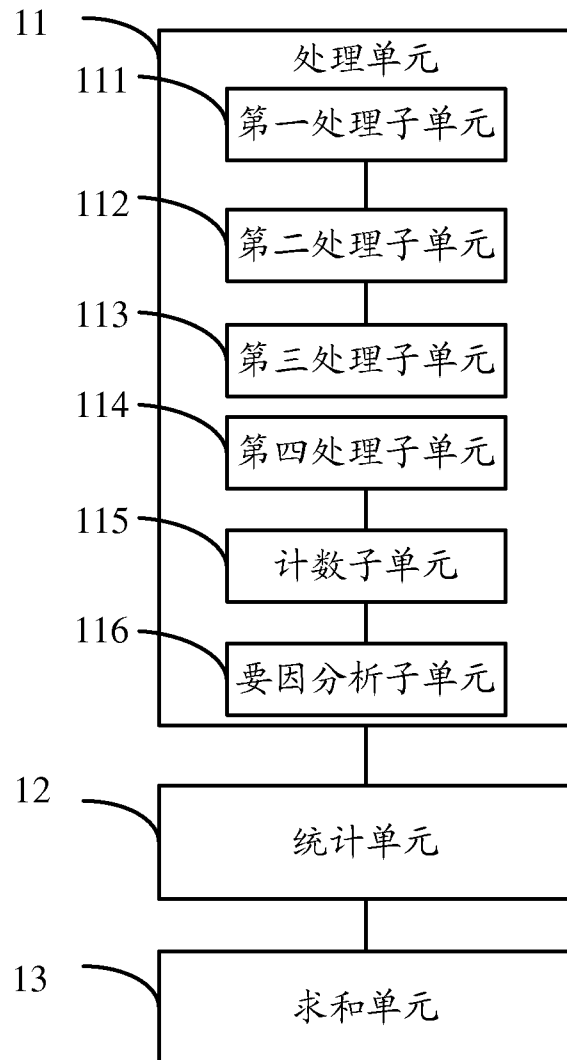 11
处理单元
111
第一处理子单元
112
第二处理子单元
113
第三处理子单元
114
第四处理子单元
115
计数子单元
116
要因分析子单元
12
统计单元
13
求和单元